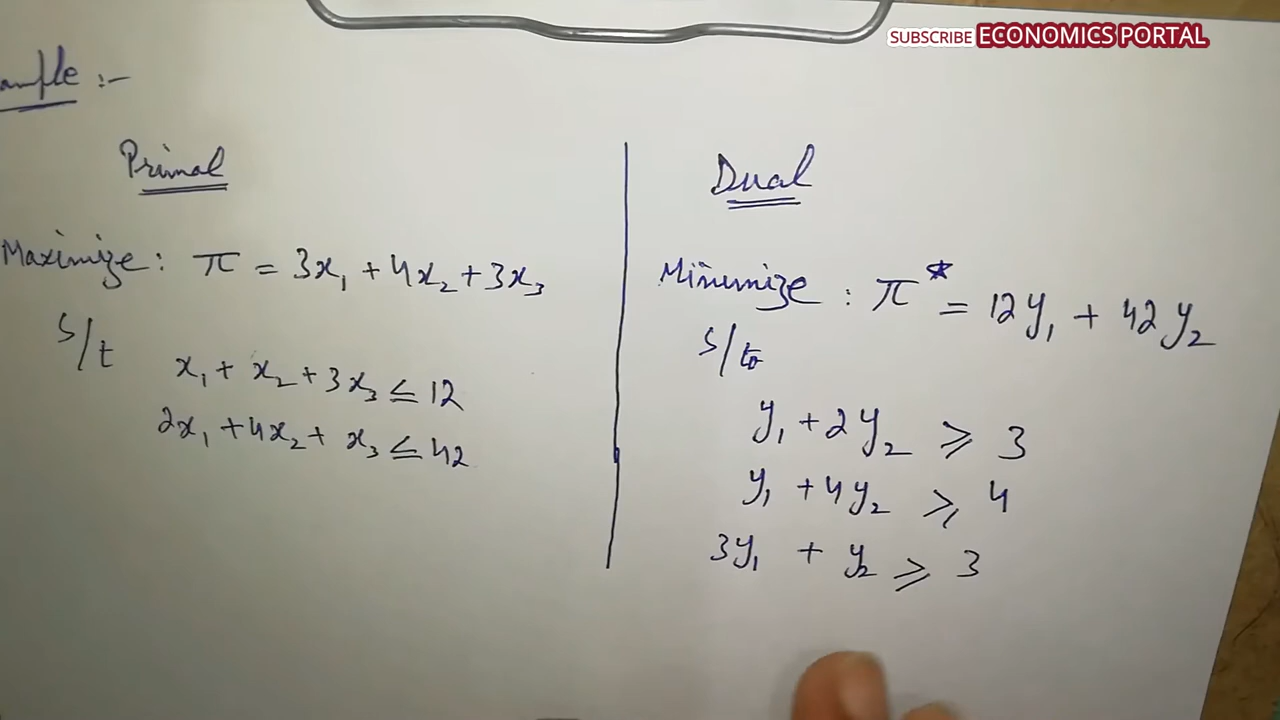 SUBSCRIBE ECONOMICS PORTAL
ample :-
Primal
Maximize: π = 3x₁ + 4x₂ + 3x₃
S/t
x₁ + x₂ + 3x₃ ≤ 12
2x₁ + 4x₂ + x₃ ≤ 42
Dual
Minimize : π* = 12y₁ + 42y₂
S/to
y₁ + 2y₂ ≥ 3
y₁ + 4y₂ ≥ 4
3y₁ + y₂ ≥ 3